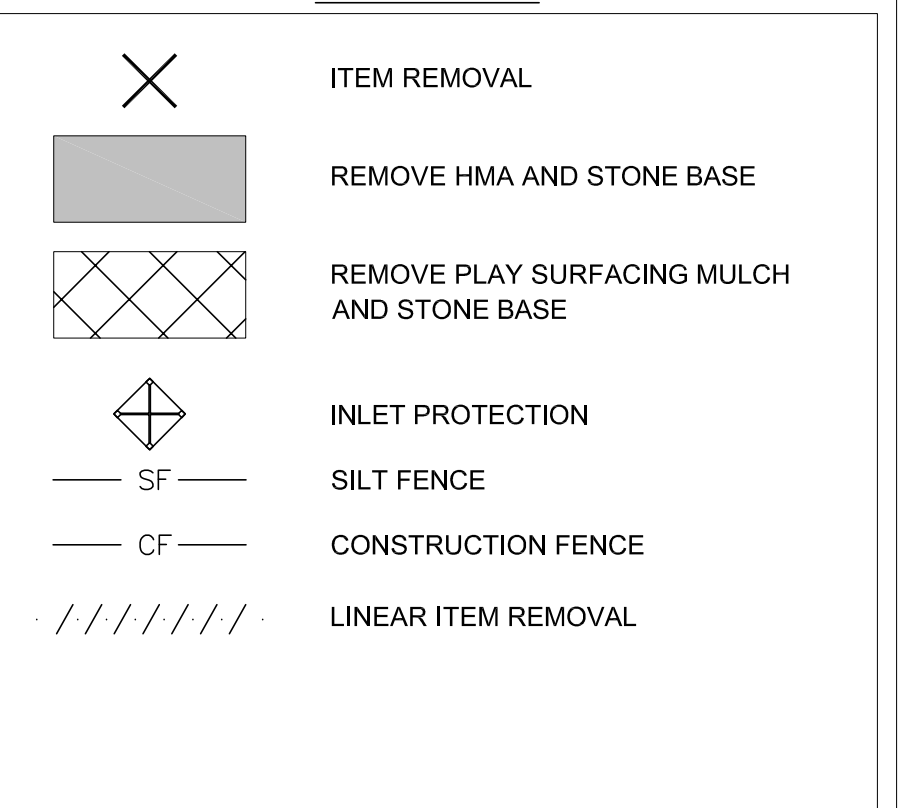 ITEM REMOVAL
REMOVE HMA AND STONE BASE
REMOVE PLAY SURFACING MULCH
AND STONE BASE
INLET PROTECTION
SF SILT FENCE
CF CONSTRUCTION FENCE
LINEAR ITEM REMOVAL